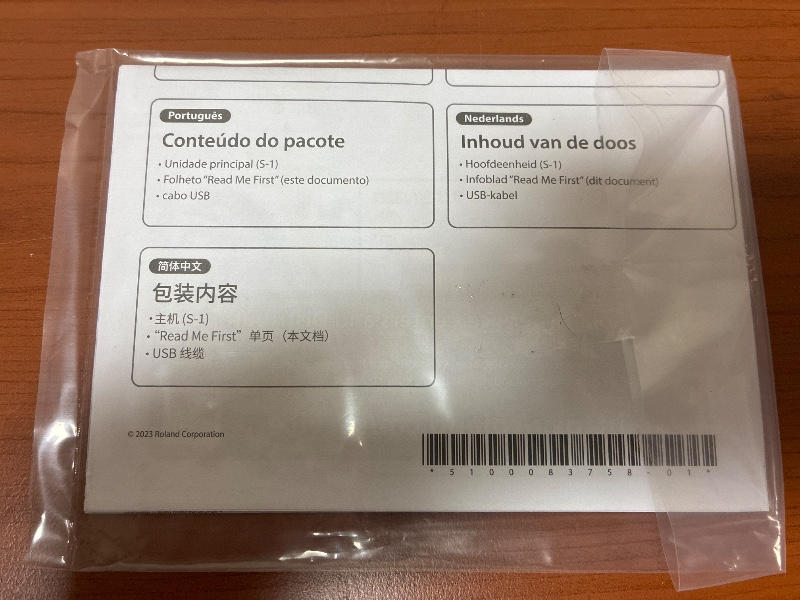 Português
Conteúdo do pacote
• Unidade principal (S-1)
• Folheto “Read Me First” (este documento)
• cabo USB
Nederlands
Inhoud van de doos
• Hoofdeenheid (S-1)
• Infoblad “Read Me First” (dit document)
• USB-kabel
简体中文
包装内容
• 主机 (S-1)
• “Read Me First” 单页（本文档）
• USB 线缆
© 2023 Roland Corporation
* 5 1 0 0 0 8 3 7 5 8 - 0 1 *